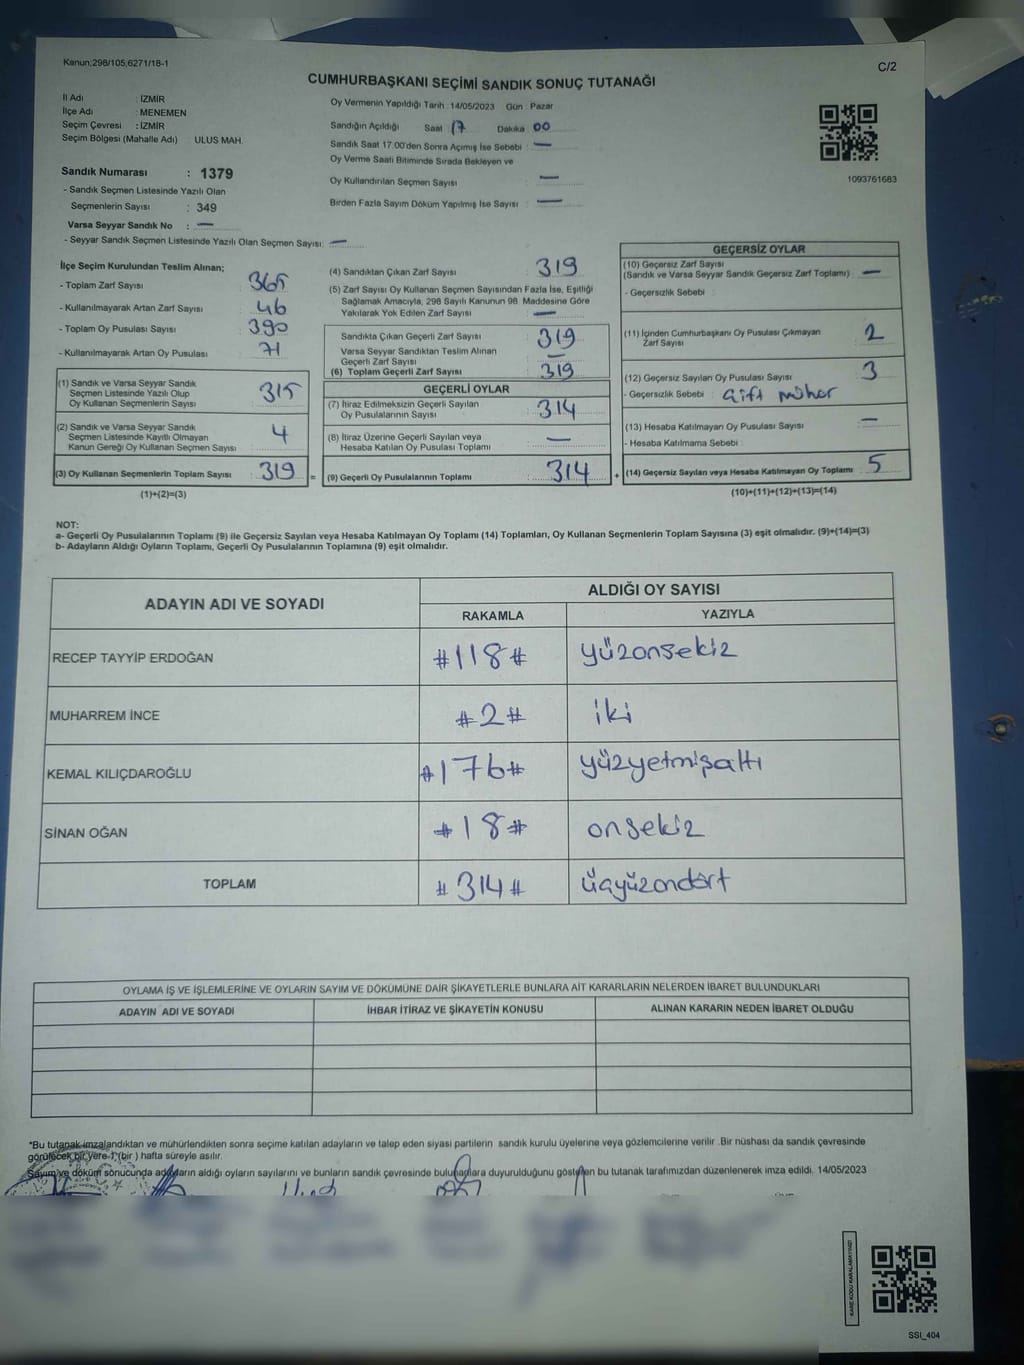 Kanun;298/105,6271/18-1
C/2
CUMHURBAŞKANI SEÇİMİ SANDIK SONUÇ TUTANAĞI
İl Adı : İZMİR
İlçe Adı : MENEMEN
Seçim Çevresi : İZMİR
Seçim Bölgesi (Mahalle Adı) ULUS MAH.
Sandık Numarası : 1379
- Sandık Seçmen Listesinde Yazılı Olan
Seçmenlerin Sayısı : 349
Varsa Seyyar Sandık No : —
- Seyyar Sandık Seçmen Listesinde Yazılı Olan Seçmen Sayısı: —
Oy Vermenin Yapıldığı Tarih : 14/05/2023 Gün : Pazar
Sandığın Açıldığı Saat 17 Dakika 00
Sandık Saat 17.00'den Sonra Açımış İse Sebebi : —
Oy Verme Saati Bitiminde Sırada Bekleyen ve
Oy Kullandırılan Seçmen Sayısı : —
Birden Fazla Sayım Döküm Yapılmış İse Sayısı : —
1093761683
İlçe Seçim Kurulundan Teslim Alınan;
- Toplam Zarf Sayısı : 365
- Kullanılmayarak Artan Zarf Sayısı : 46
- Toplam Oy Pusulası Sayısı : 390
- Kullanılmayarak Artan Oy Pusulası : 71
(1) Sandık ve Varsa Seyyar Sandık
Seçmen Listesinde Yazılı Olup
Oy Kullanan Seçmenlerin Sayısı : 315
(2) Sandık ve Varsa Seyyar Sandık
Seçmen Listesinde Kayıtlı Olmayan
Kanun Gereği Oy Kullanan Seçmen Sayısı : 4
(3) Oy Kullanan Seçmenlerin Toplam Sayısı : 319 =
(1)+(2)=(3)
(4) Sandıktan Çıkan Zarf Sayısı : 319
(5) Zarf Sayısı Oy Kullanan Seçmen Sayısından Fazla İse, Eşitliği
Sağlamak Amacıyla, 298 Sayılı Kanunun 98. Maddesine Göre
Yakılarak Yok Edilen Zarf Sayısı : —
Sandıkta Çıkan Geçerli Zarf Sayısı : 319
Varsa Seyyar Sandıktan Teslim Alınan
Geçerli Zarf Sayısı : —
(6) Toplam Geçerli Zarf Sayısı : 319
GEÇERLİ OYLAR
(7) İtiraz Edilmeksizin Geçerli Sayılan
Oy Pusulalarının Sayısı : 314
(8) İtiraz Üzerine Geçerli Sayılan veya
Hesaba Katılan Oy Pusulası Toplamı : —
(9) Geçerli Oy Pusulalarının Toplamı : 314 +
GEÇERSİZ OYLAR
(10) Geçersiz Zarf Sayısı
(Sandık ve Varsa Seyyar Sandık Geçersiz Zarf Toplamı) : —
- Geçersizlik Sebebi :
(11) İçinden Cumhurbaşkanı Oy Pusulası Çıkmayan
Zarf Sayısı : 2
(12) Geçersiz Sayılan Oy Pusulası Sayısı : 3
- Geçersizlik Sebebi : Çift mühür
(13) Hesaba Katılmayan Oy Pusulası Sayısı : —
- Hesaba Katılmama Sebebi :
(14) Geçersiz Sayılan veya Hesaba Katılmayan Oy Toplamı : 5
(10)+(11)+(12)+(13)=(14)
NOT:
a- Geçerli Oy Pusulalarının Toplamı (9) ile Geçersiz Sayılan veya Hesaba Katılmayan Oy Toplamı (14) Toplamları, Oy Kullanan Seçmenlerin Toplam Sayısına (3) eşit olmalıdır. (9)+(14)=(3)
b- Adayların Aldığı Oyların Toplamı, Geçerli Oy Pusulalarının Toplamına (9) eşit olmalıdır.
ADAYIN ADI VE SOYADI
ALDIĞI OY SAYISI
RAKAMLA YAZIYLA
RECEP TAYYİP ERDOĞAN #118# yüzonsekiz
MUHARREM İNCE #2# iki
KEMAL KILIÇDAROĞLU #176# yüzyetmişaltı
SİNAN OĞAN #18# onsekiz
TOPLAM #314# üçyüzondört
OYLAMA İŞ VE İŞLEMLERİNE VE OYLARIN SAYIM VE DÖKÜMÜNE DAİR ŞİKAYETLERLE BUNLARA AİT KARARLARIN NELERDEN İBARET BULUNDUKLARI
ADAYIN ADI VE SOYADI İHBAR İTİRAZ VE ŞİKAYETİN KONUSU ALINAN KARARIN NEDEN İBARET OLDUĞU
*Bu tutanak imzalandıktan ve mühürlendikten sonra seçime katılan adayların ve talep eden siyasi partilerin sandık kurulu üyelerine veya gözlemcilerine verilir .Bir nüshası da sandık çevresinde
görülecek bir yere 1 (bir ) hafta süreyle asılır.
Sayım ve döküm sonucunda adayların aldığı oyların sayılarını ve bunların sandık çevresinde bulunanlara duyurulduğunu gösteren bu tutanak tarafımızdan düzenlenerek imza edildi. 14/05/2023
KARE KODU KARALAMAYINIZ!
SSİ_404